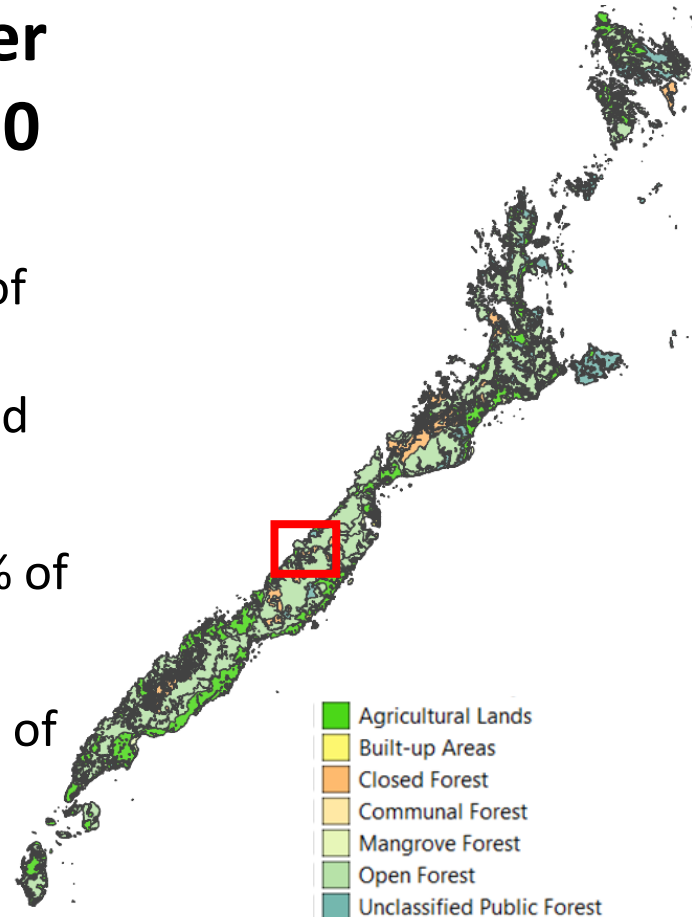 er
0
of
d
% of
of
Agricultural Lands
Built-up Areas
Closed Forest
Communal Forest
Mangrove Forest
Open Forest
Unclassified Public Forest